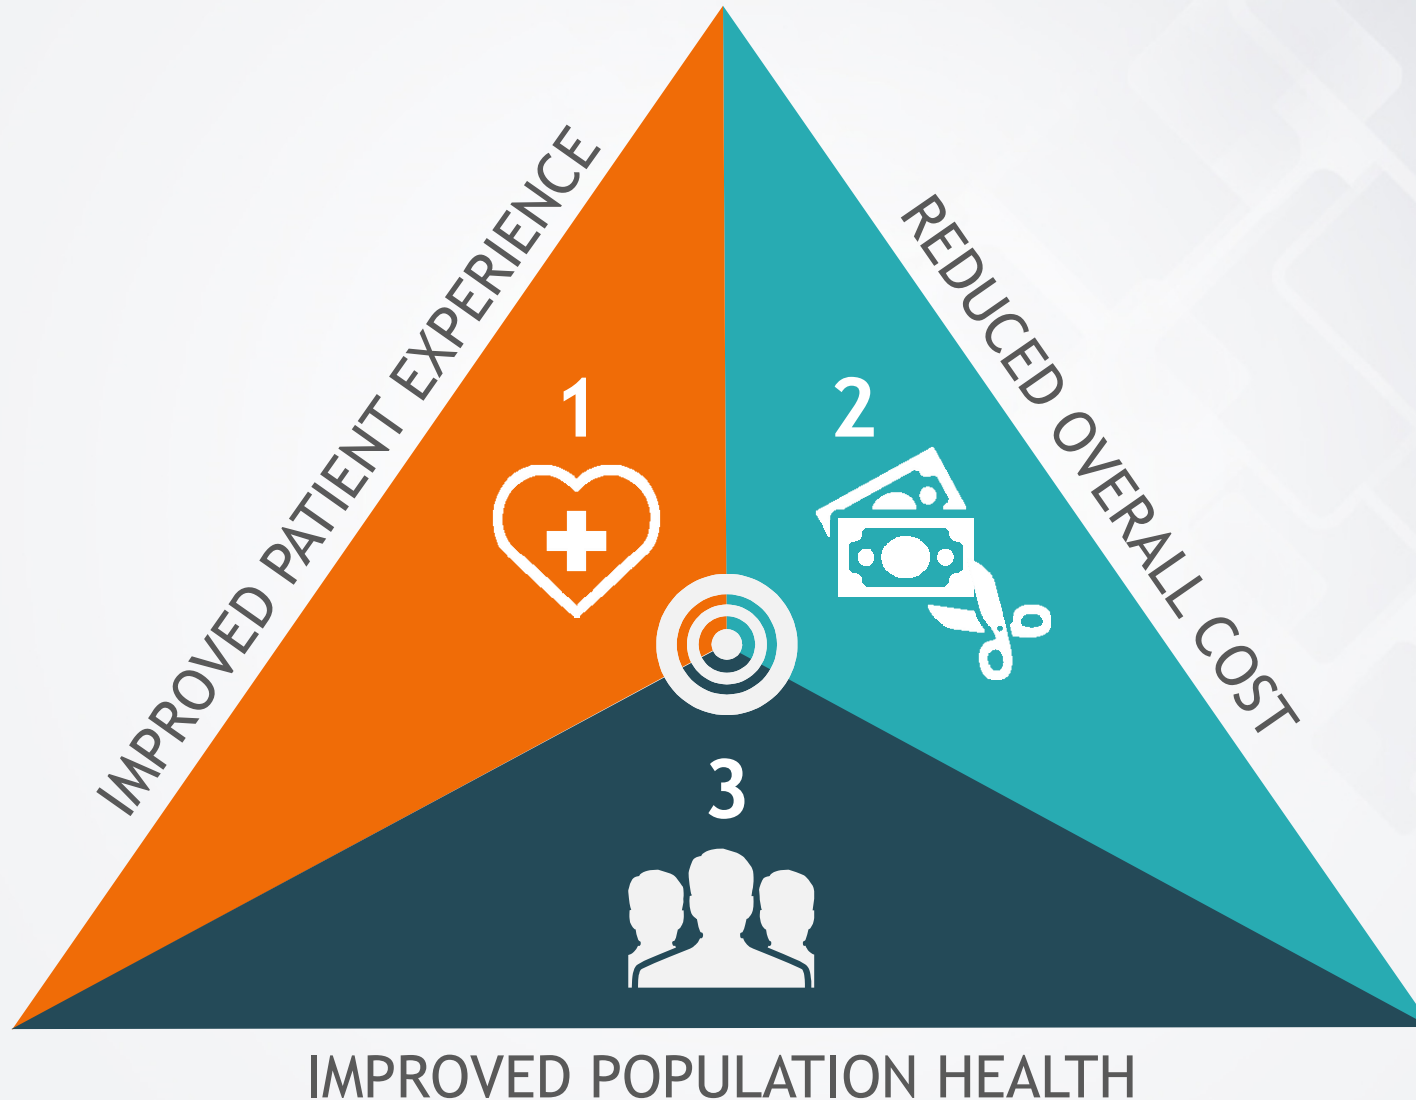 IMPROVED PATIENT EXPERIENCE
REDUCED OVERALL COST
1
2
3
IMPROVED POPULATION HEALTH